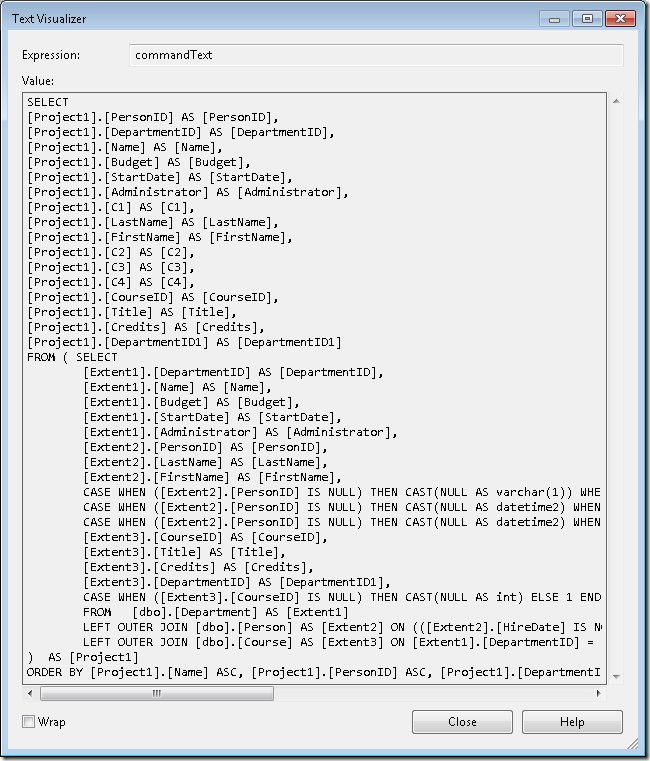 Text Visualizer
Expression: commandText
Value:
SELECT
[Project1].[PersonID] AS [PersonID],
[Project1].[DepartmentID] AS [DepartmentID],
[Project1].[Name] AS [Name],
[Project1].[Budget] AS [Budget],
[Project1].[StartDate] AS [StartDate],
[Project1].[Administrator] AS [Administrator],
[Project1].[C1] AS [C1],
[Project1].[LastName] AS [LastName],
[Project1].[FirstName] AS [FirstName],
[Project1].[C2] AS [C2],
[Project1].[C3] AS [C3],
[Project1].[C4] AS [C4],
[Project1].[CourseID] AS [CourseID],
[Project1].[Title] AS [Title],
[Project1].[Credits] AS [Credits],
[Project1].[DepartmentID1] AS [DepartmentID1]
FROM ( SELECT
[Extent1].[DepartmentID] AS [DepartmentID],
[Extent1].[Name] AS [Name],
[Extent1].[Budget] AS [Budget],
[Extent1].[StartDate] AS [StartDate],
[Extent1].[Administrator] AS [Administrator],
[Extent2].[PersonID] AS [PersonID],
[Extent2].[LastName] AS [LastName],
[Extent2].[FirstName] AS [FirstName],
CASE WHEN ([Extent2].[PersonID] IS NULL) THEN CAST(NULL AS varchar(1)) WHE
CASE WHEN ([Extent2].[PersonID] IS NULL) THEN CAST(NULL AS datetime2) WHEN
CASE WHEN ([Extent2].[PersonID] IS NULL) THEN CAST(NULL AS datetime2) WHEN
[Extent3].[CourseID] AS [CourseID],
[Extent3].[Title] AS [Title],
[Extent3].[Credits] AS [Credits],
[Extent3].[DepartmentID] AS [DepartmentID1],
CASE WHEN ([Extent3].[CourseID] IS NULL) THEN CAST(NULL AS int) ELSE 1 END
FROM [dbo].[Department] AS [Extent1]
LEFT OUTER JOIN [dbo].[Person] AS [Extent2] ON (([Extent2].[HireDate] IS N
LEFT OUTER JOIN [dbo].[Course] AS [Extent3] ON [Extent1].[DepartmentID] =
) AS [Project1]
ORDER BY [Project1].[Name] ASC, [Project1].[PersonID] ASC, [Project1].[DepartmentI
Wrap Close Help